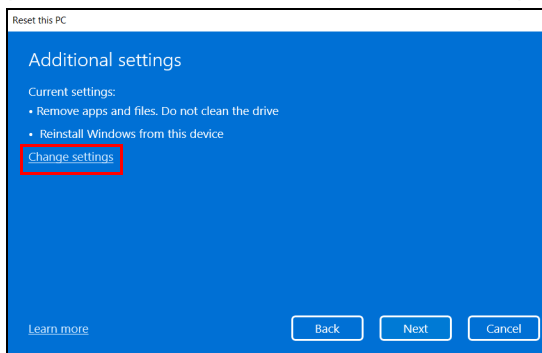 Reset this PC
Additional settings
Current settings:
▪ Remove apps and files. Do not clean the drive
▪ Reinstall Windows from this device
Change settings
Learn more
Back
Next
Cancel